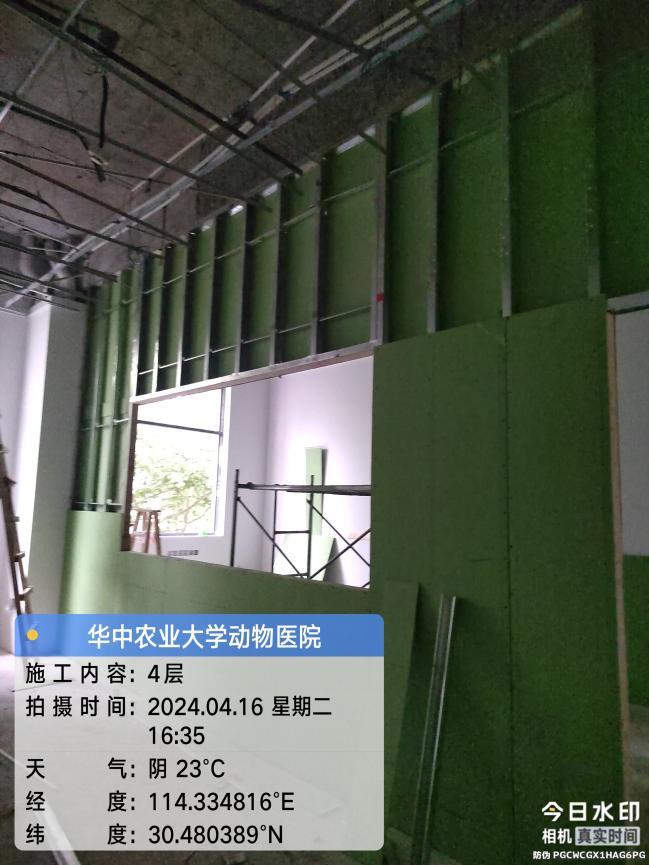 华中农业大学动物医院
施工内容：4层
拍摄时间：2024.04.16 星期二
16:35
天气：阴 23°C
经度：114.334816°E
纬度：30.480389°N
今日水印
相机 真实时间
防伪 PGCWCGX1HAG6PG